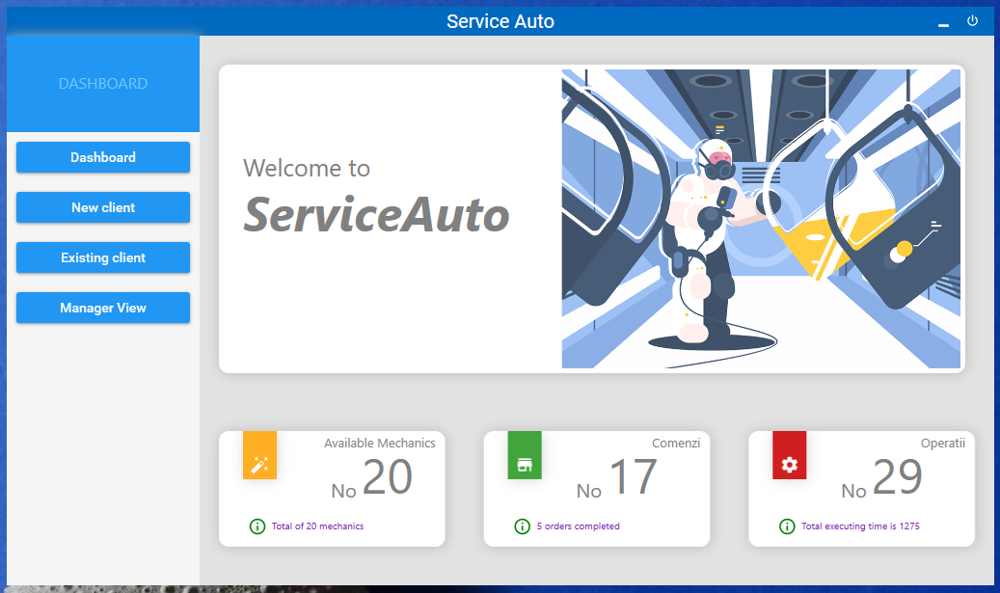 Service Auto
DASHBOARD
Dashboard
New client
Existing client
Manager View
Welcome to
ServiceAuto
Available Mechanics
No 20
Total of 20 mechanics
Comenzi
No 17
5 orders completed
Operatii
No 29
Total executing time is 1275